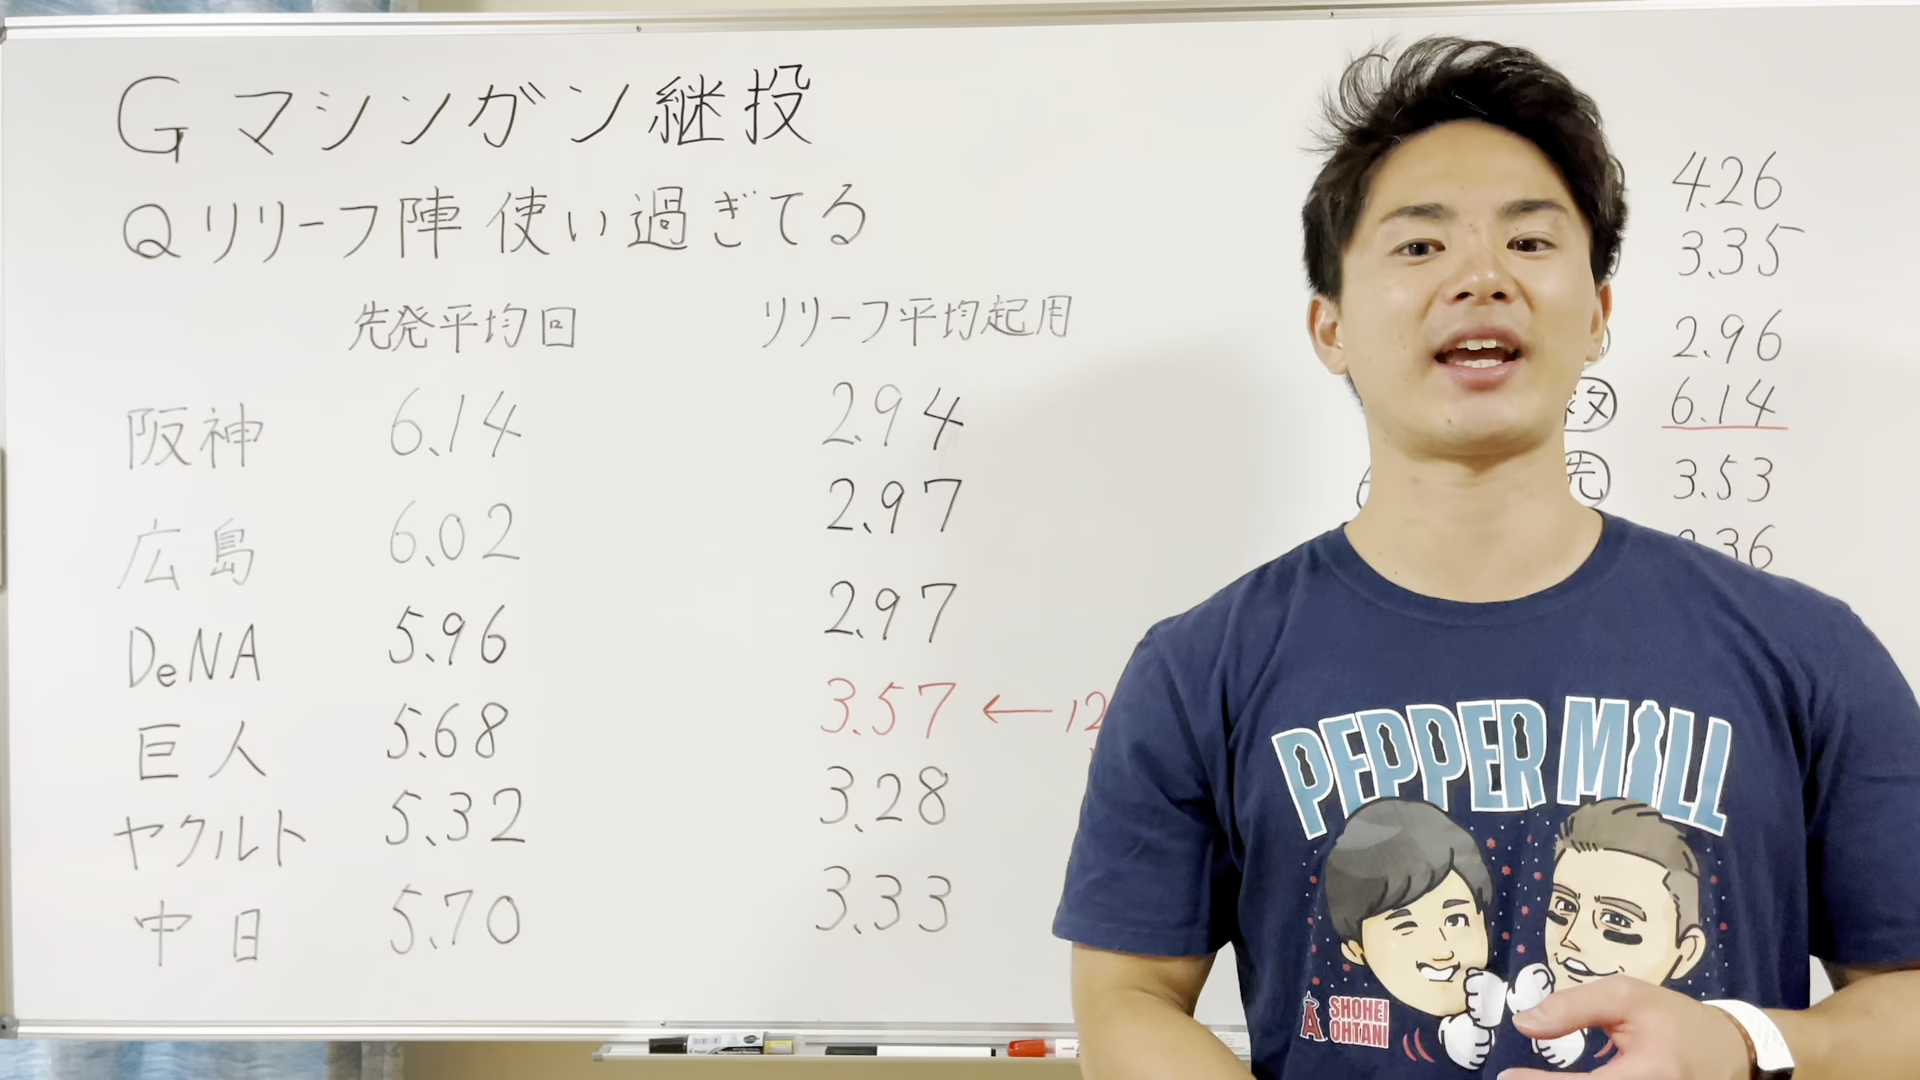 G マシンガン継投
Q リリーフ陣 使い過ぎてる
先発平均回 リリーフ平均起用
阪神 6.14 2.94
広島 6.02 2.97
DeNA 5.96 2.97
巨人 5.68 3.57 ← 12
ヤクルト 5.32 3.28
中日 5.70 3.33
4.26
3.35
2.96
救 6.14
先 3.53
.36
PEPPER MILL
A SHOHEI
OHTANI